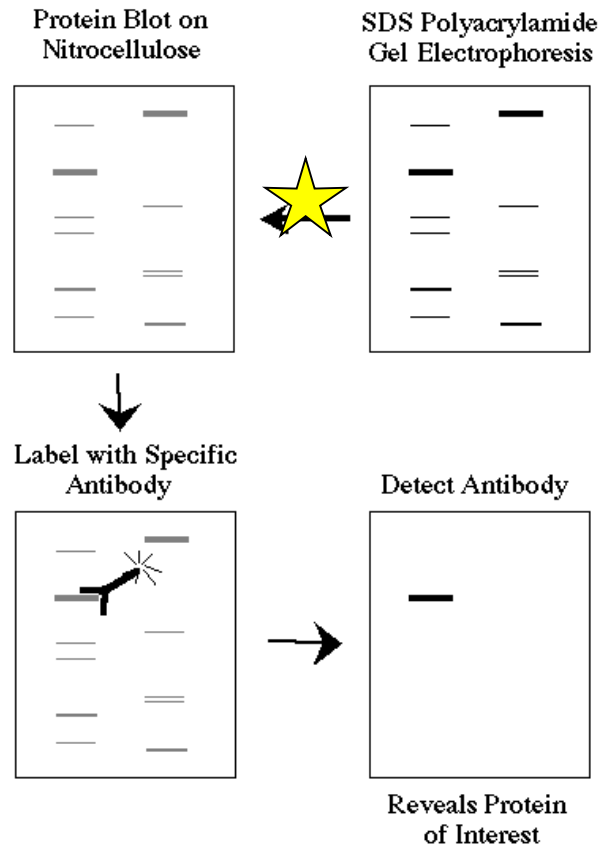 Protein Blot on
Nitrocellulose
SDS Polyacrylamide
Gel Electrophoresis
Label with Specific
Antibody
Detect Antibody
Reveals Protein
of Interest